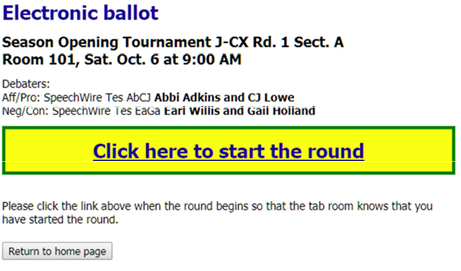 Electronic ballot
Season Opening Tournament J-CX Rd. 1 Sect. A
Room 101, Sat. Oct. 6 at 9:00 AM
Debaters:
Aff/Pro: SpeechWire Tes AbCJ Abbi Adkins and CJ Lowe
Neg/Con: SpeechWire Tes EaGa Earl Willis and Gail Holland
Click here to start the round
Please click the link above when the round begins so that the tab room knows that you
have started the round.
Return to home page